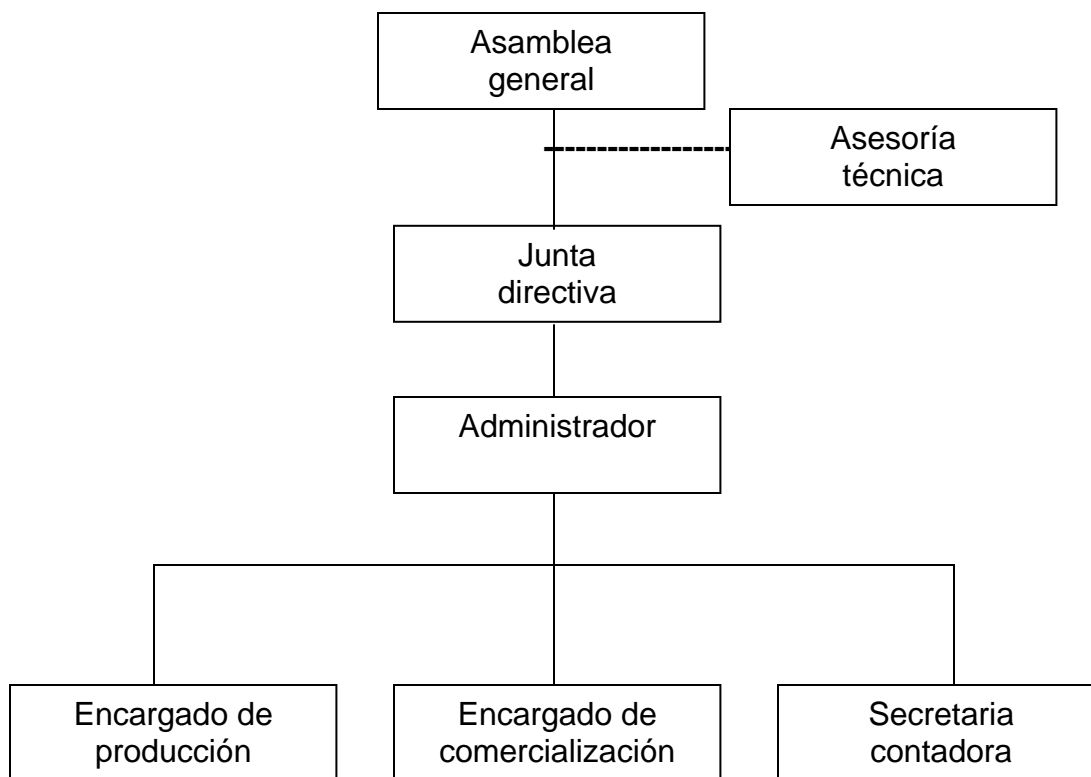 Asamblea
general
Asesoría
técnica
Junta
directiva
Administrador
Encargado de
producción
Encargado de
comercialización
Secretaria
contadora